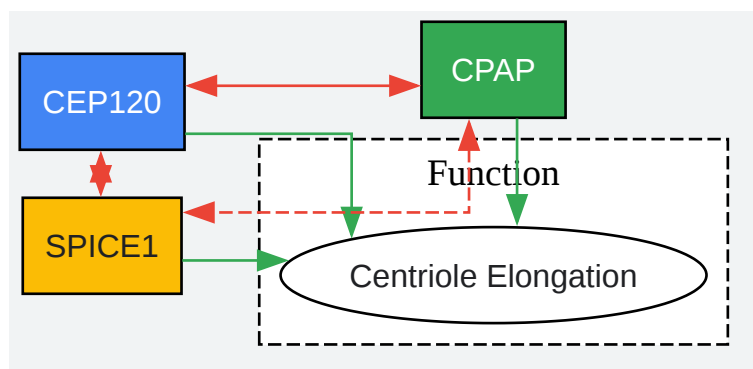 CPAP
CEP120
Function
SPICE1
Centriole Elongation